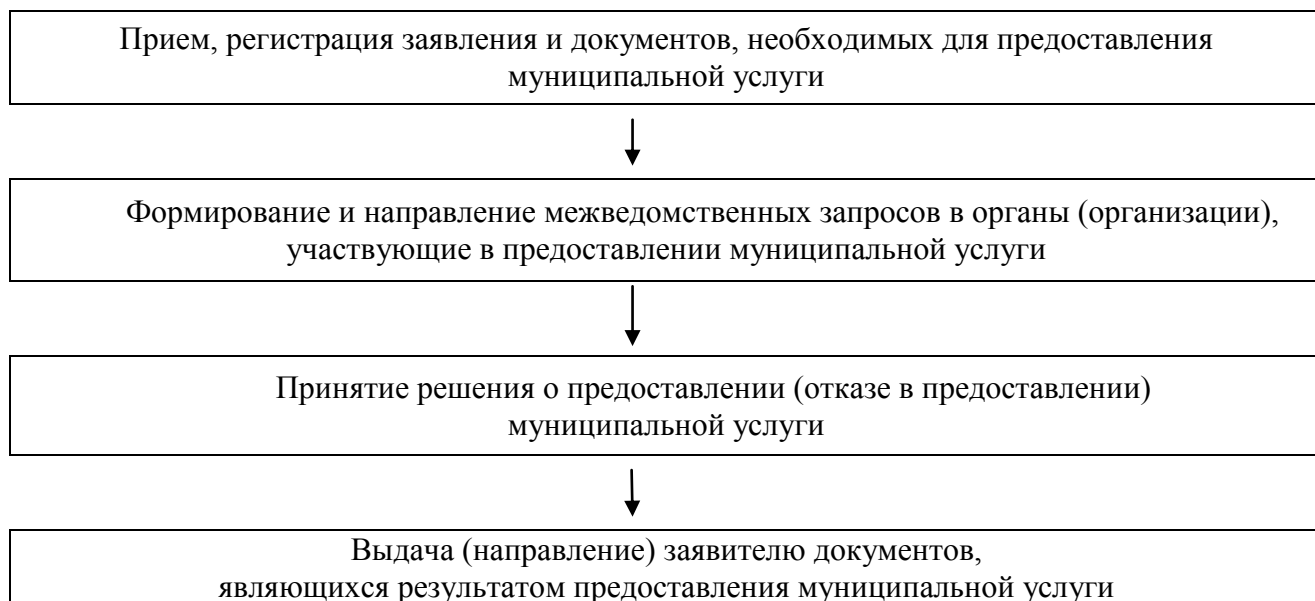 Прием, регистрация заявления и документов, необходимых для предоставления
муниципальной услуги
Формирование и направление межведомственных запросов в органы (организации),
участвующие в предоставлении муниципальной услуги
Принятие решения о предоставлении (отказе в предоставлении)
муниципальной услуги
Выдача (направление) заявителю документов,
являющихся результатом предоставления муниципальной услуги